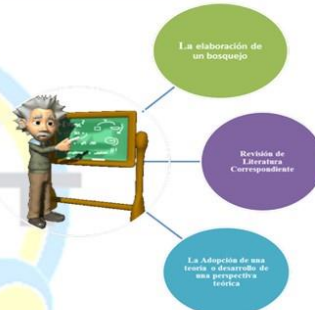 La elaboración de
un bosquejo
Revisión de
Literatura
Correspondiente
La Adopción de una
teoría o desarrollo de
una perspectiva
teórica